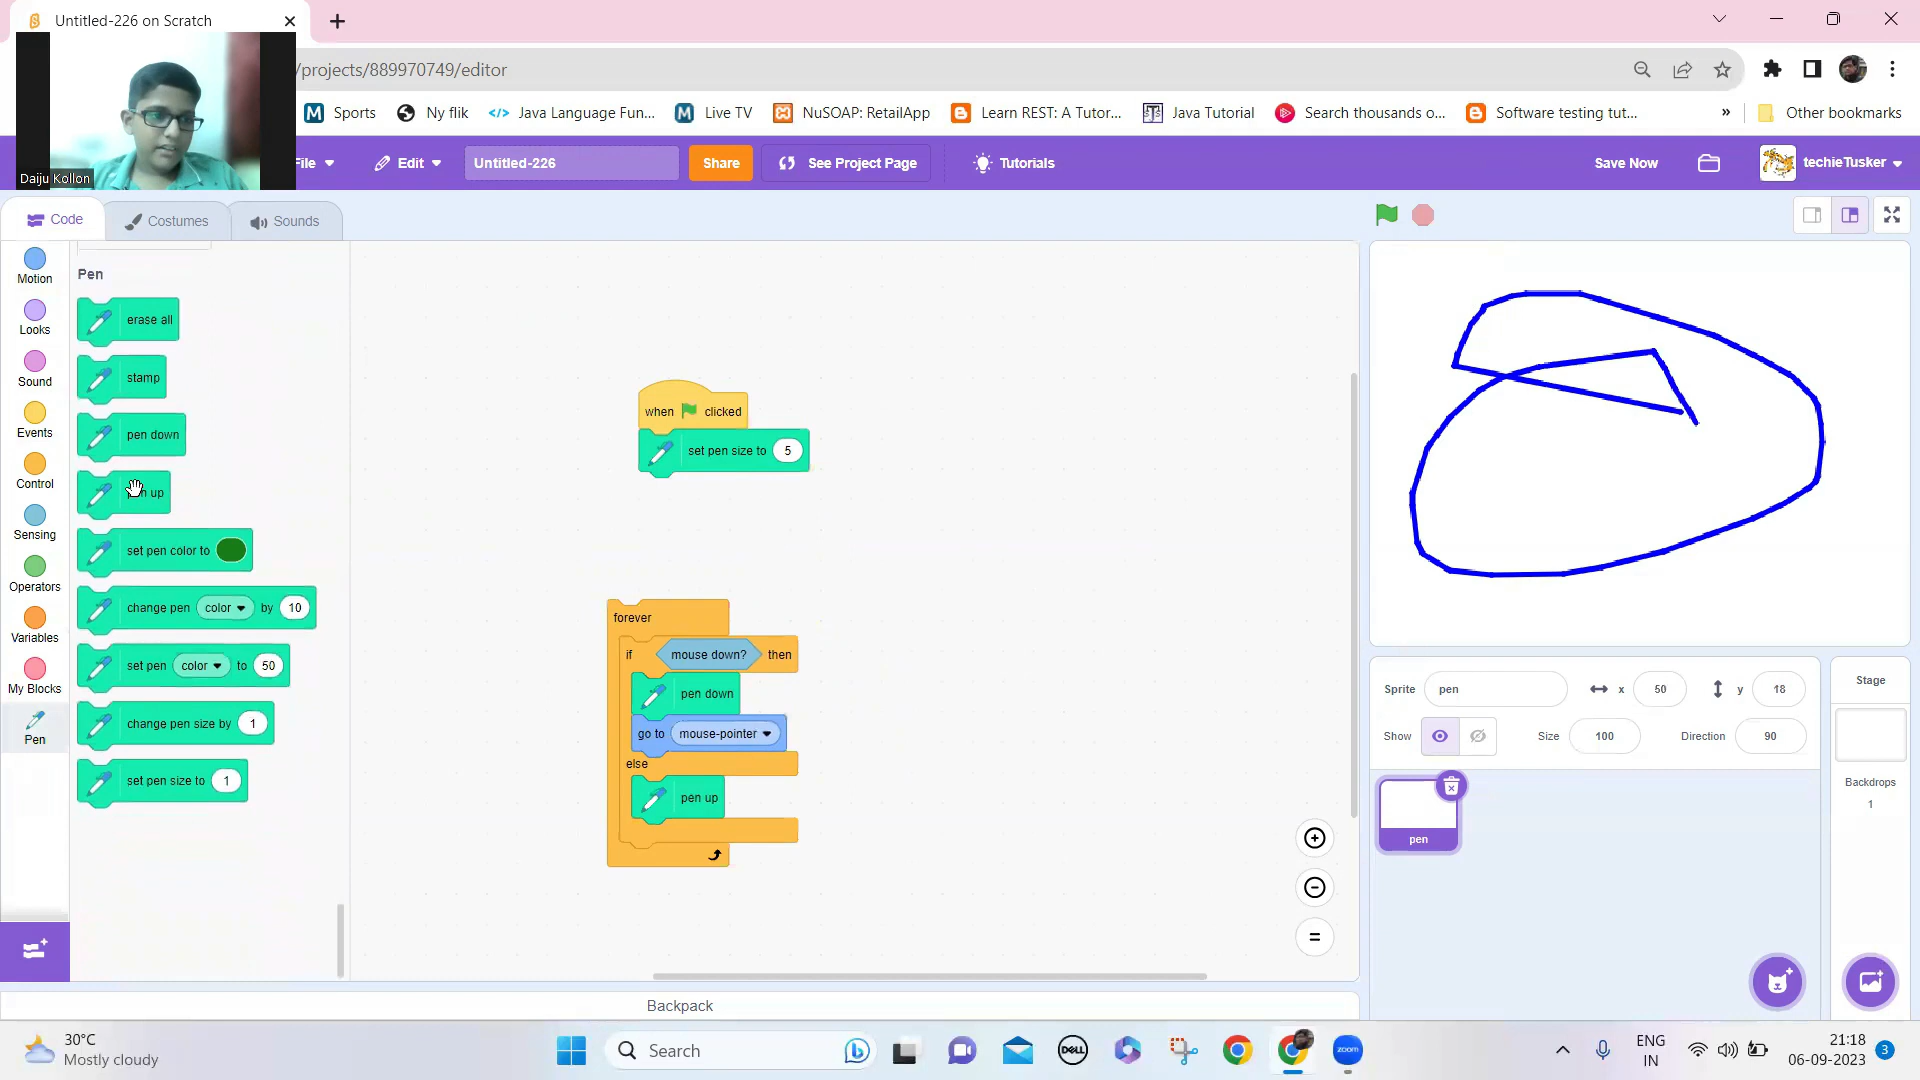 Untitled-226 on Scratch
/projects/889970749/editor
Sports
Ny flik
Java Language Fun...
Live TV
NuSOAP: RetailApp
Learn REST: A Tutor...
Java Tutorial
Search thousands o...
Software testing tut...
»
Other bookmarks
Daiju Kollon
File
Edit
Untitled-226
Share
See Project Page
Tutorials
Save Now
techieTusker
Code
Costumes
Sounds
Motion
Looks
Sound
Events
Control
Sensing
Operators
Variables
My Blocks
Pen
Pen
erase all
stamp
pen down
pen up
set pen color to
change pen color by 10
set pen color to 50
change pen size by 1
set pen size to 1
when clicked
set pen size to 5
forever
if mouse down? then
pen down
go to mouse-pointer
else
pen up
Sprite pen x 50 y 18
Show Size 100 Direction 90
pen
Stage
Backdrops
1
Backpack
30°C
Mostly cloudy
Search
DELL
zoom
ENG
IN
21:18
06-09-2023
3